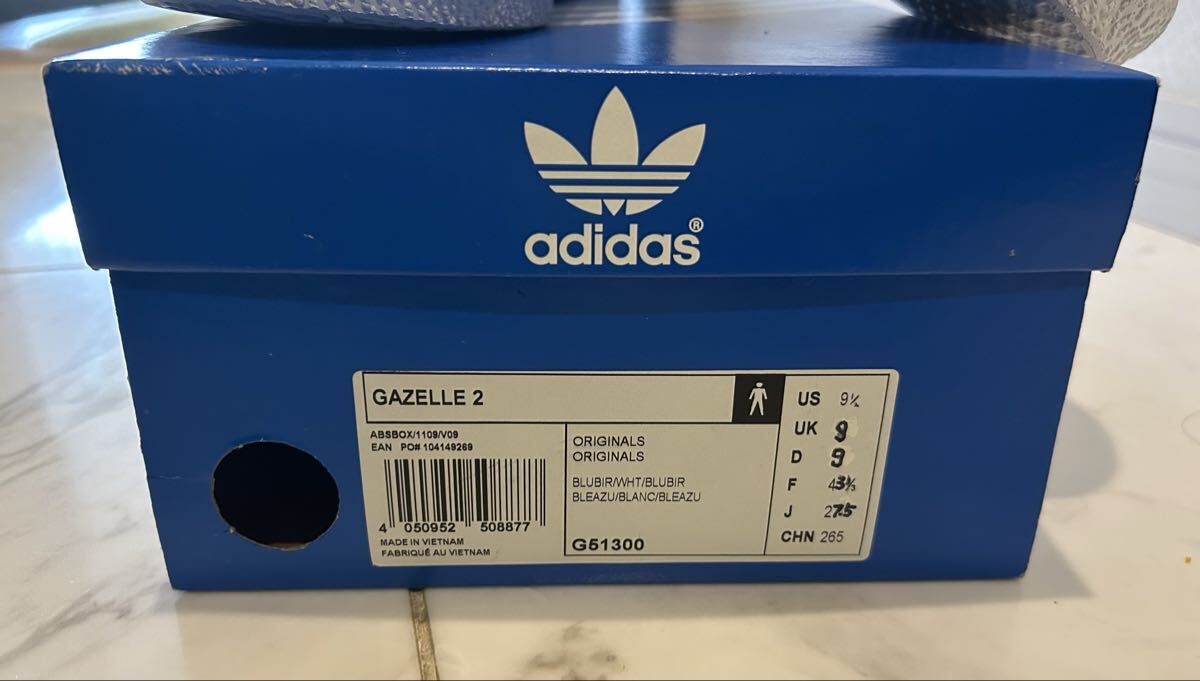 adidas®
GAZELLE 2
ABSBOX/1109/V09
EAN PO# 104149269
4 050952 508877
MADE IN VIETNAM
FABRIQUÉ AU VIETNAM
ORIGINALS
ORIGINALS
BLUBIR/WHT/BLUBIR
BLEAZU/BLANC/BLEAZU
G51300
US 9½
UK 9
D 9
F 43⅓
J 275
CHN 265